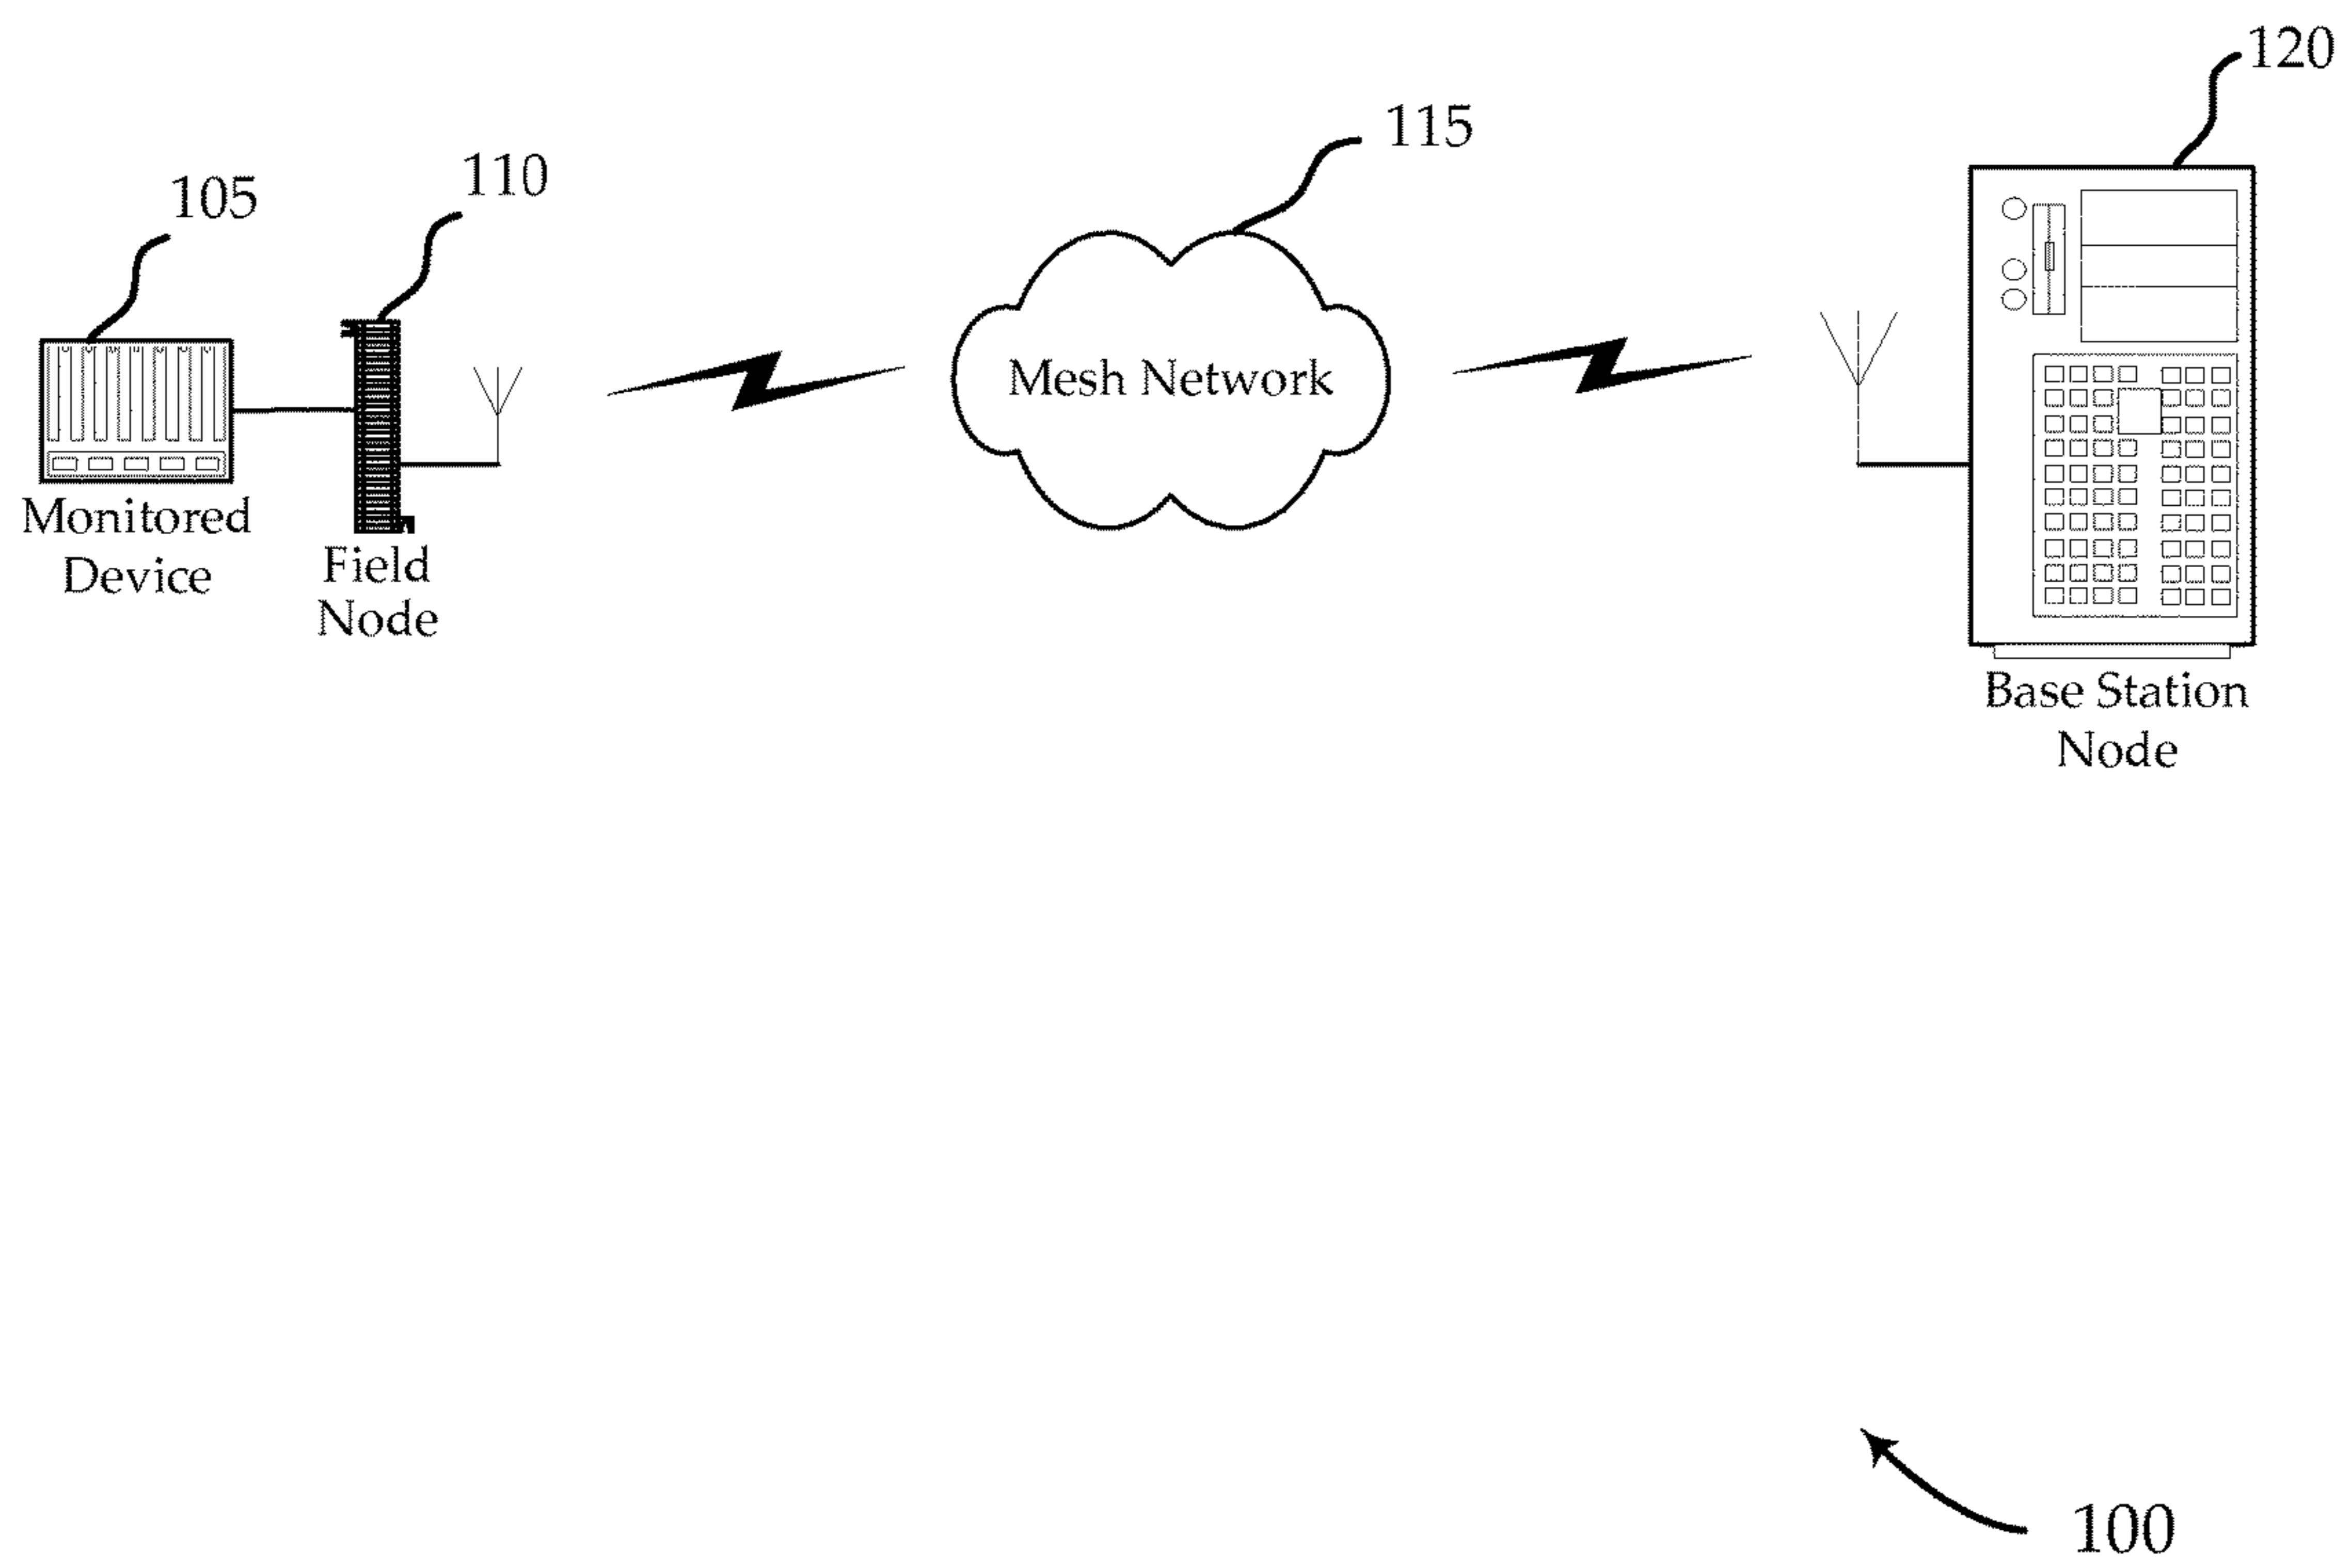 120
115
110
105
Mesh Network
Monitored
Device
Field
Node
Base Station
Node
100